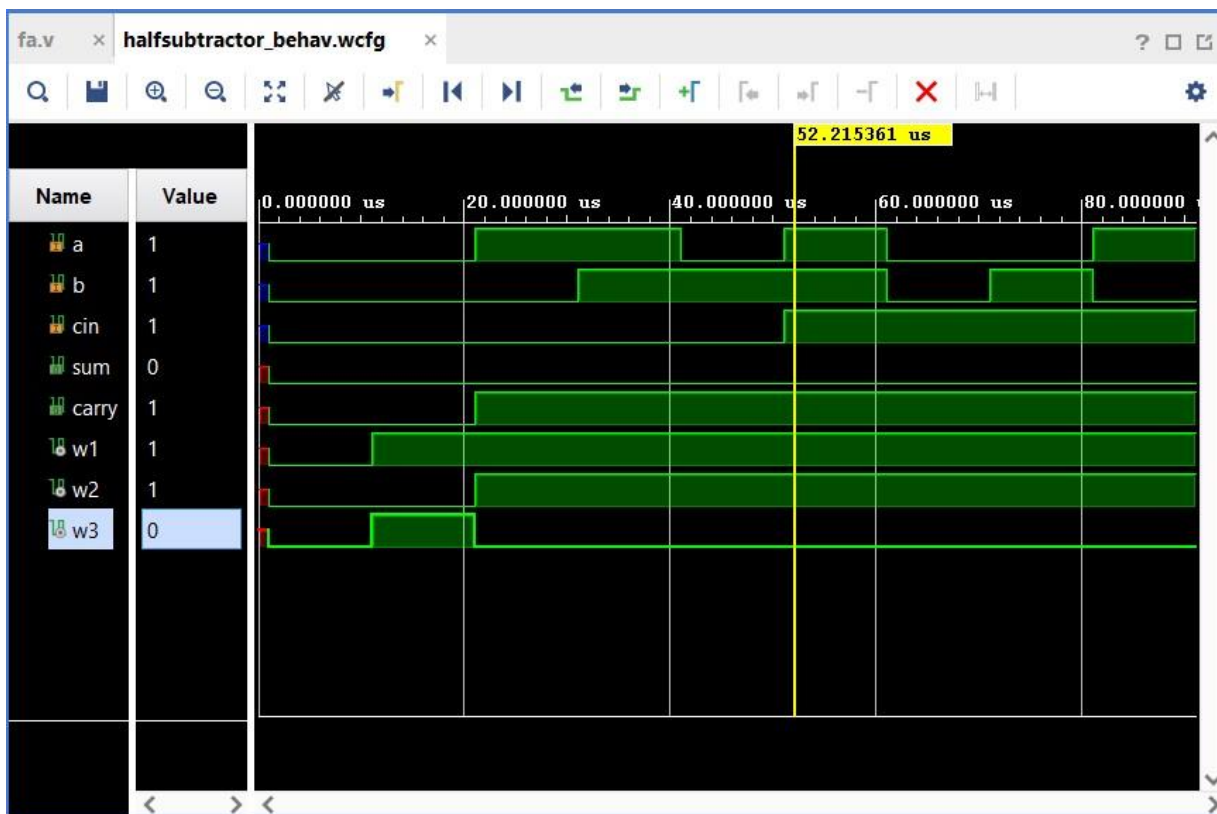 fa.v × halfsubtractor_behav.wcfg × ?
52.215361 us
Name Value 0.000000 us 20.000000 us 40.000000 us 60.000000 us 80.000000
a 1
b 1
cin 1
sum 0
carry 1
w1 1
w2 1
w3 0